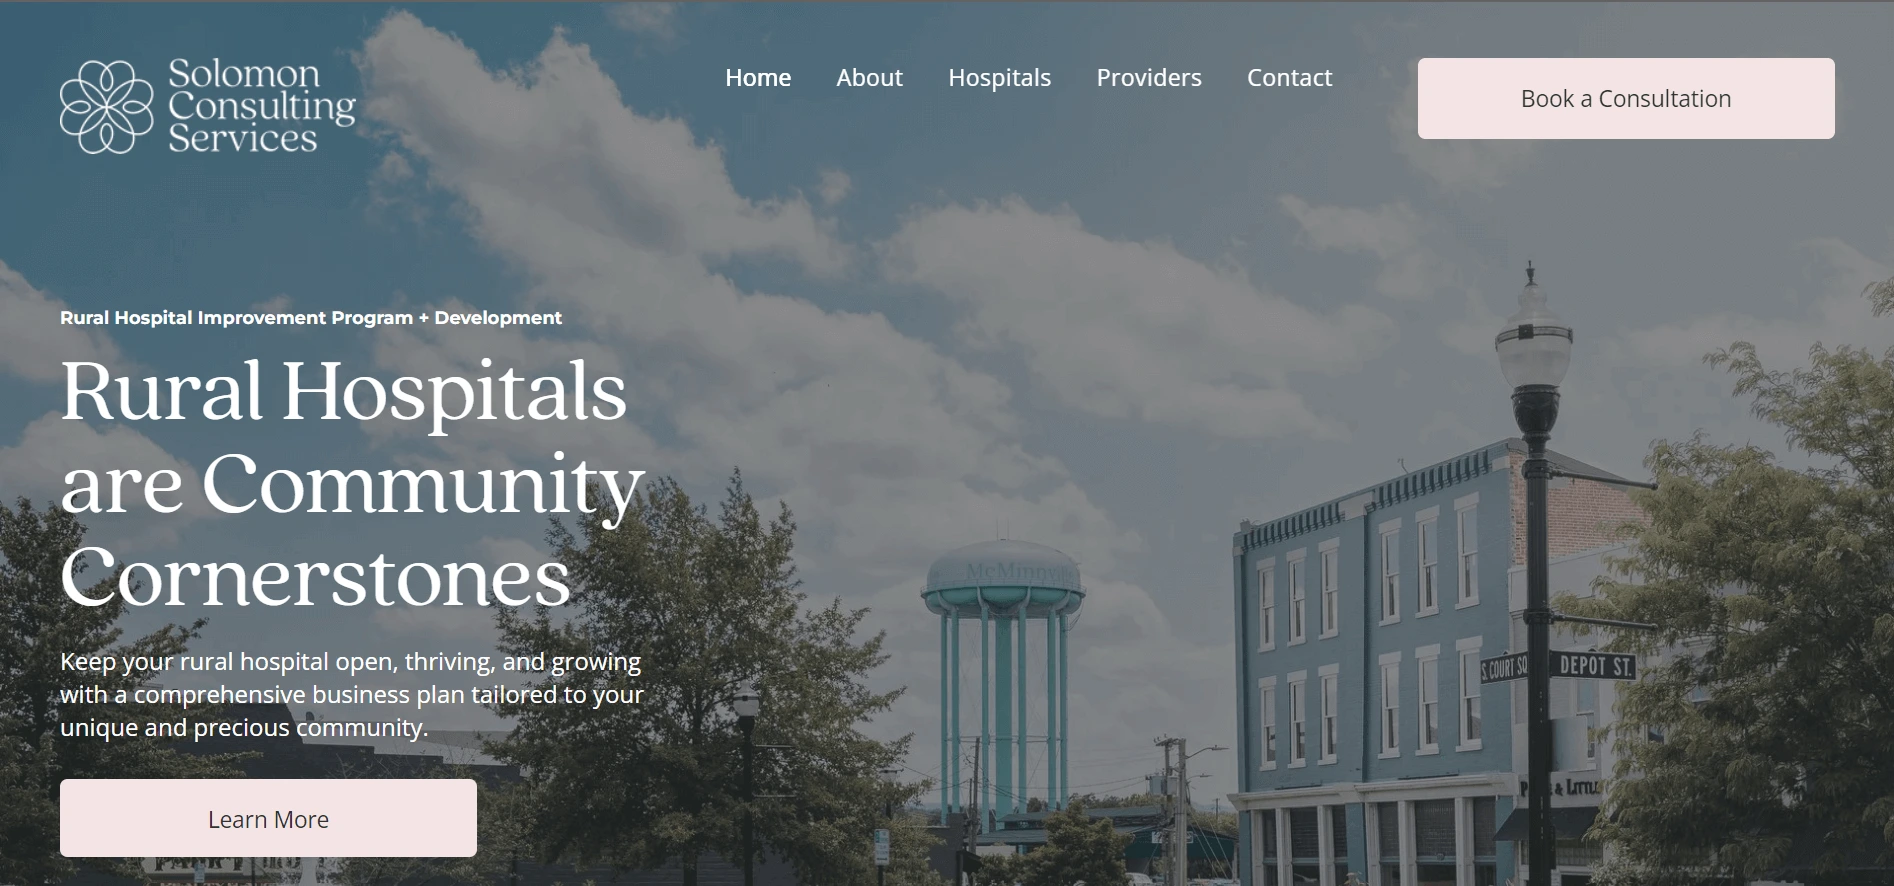 Solomon
Consulting
Services
Home About Hospitals Providers Contact
Book a Consultation
Rural Hospital Improvement Program + Development
Rural Hospitals
are Community
Cornerstones
Keep your rural hospital open, thriving, and growing
with a comprehensive business plan tailored to your
unique and precious community.
Learn More
S. COURT SQ
DEPOT ST.